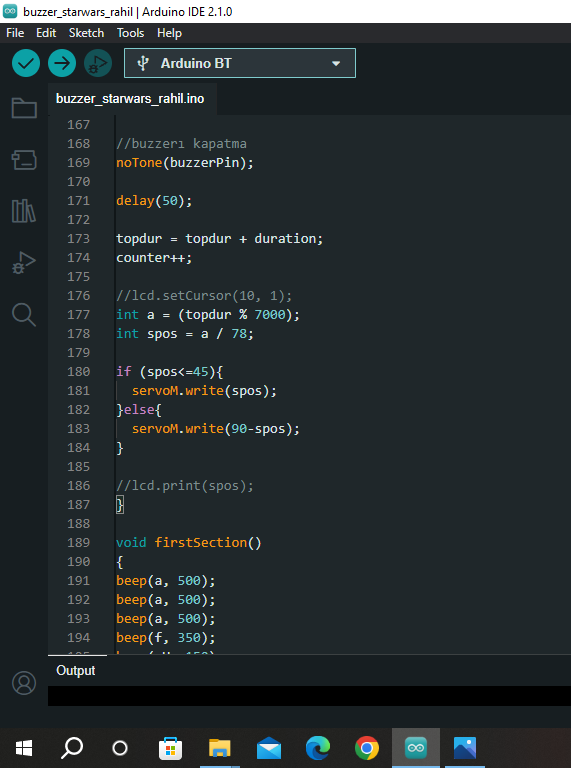 buzzer_starwars_rahil | Arduino IDE 2.1.0
File Edit Sketch Tools Help
Arduino BT
buzzer_starwars_rahil.ino
167
168 //buzzerı kapatma
169 noTone(buzzerPin);
170
171 delay(50);
172
173 topdur = topdur + duration;
174 counter++;
175
176 //lcd.setCursor(10, 1);
177 int a = (topdur % 7000);
178 int spos = a / 78;
179
180 if (spos<=45){
181 servoM.write(spos);
182 }else{
183 servoM.write(90-spos);
184 }
185
186 //lcd.print(spos);
187 }
188
189 void firstSection()
190 {
191 beep(a, 500);
192 beep(a, 500);
193 beep(a, 500);
194 beep(f, 350);
Output